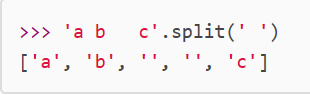 >>> 'a b   c'.split(' ')
['a', 'b', '', '', 'c']